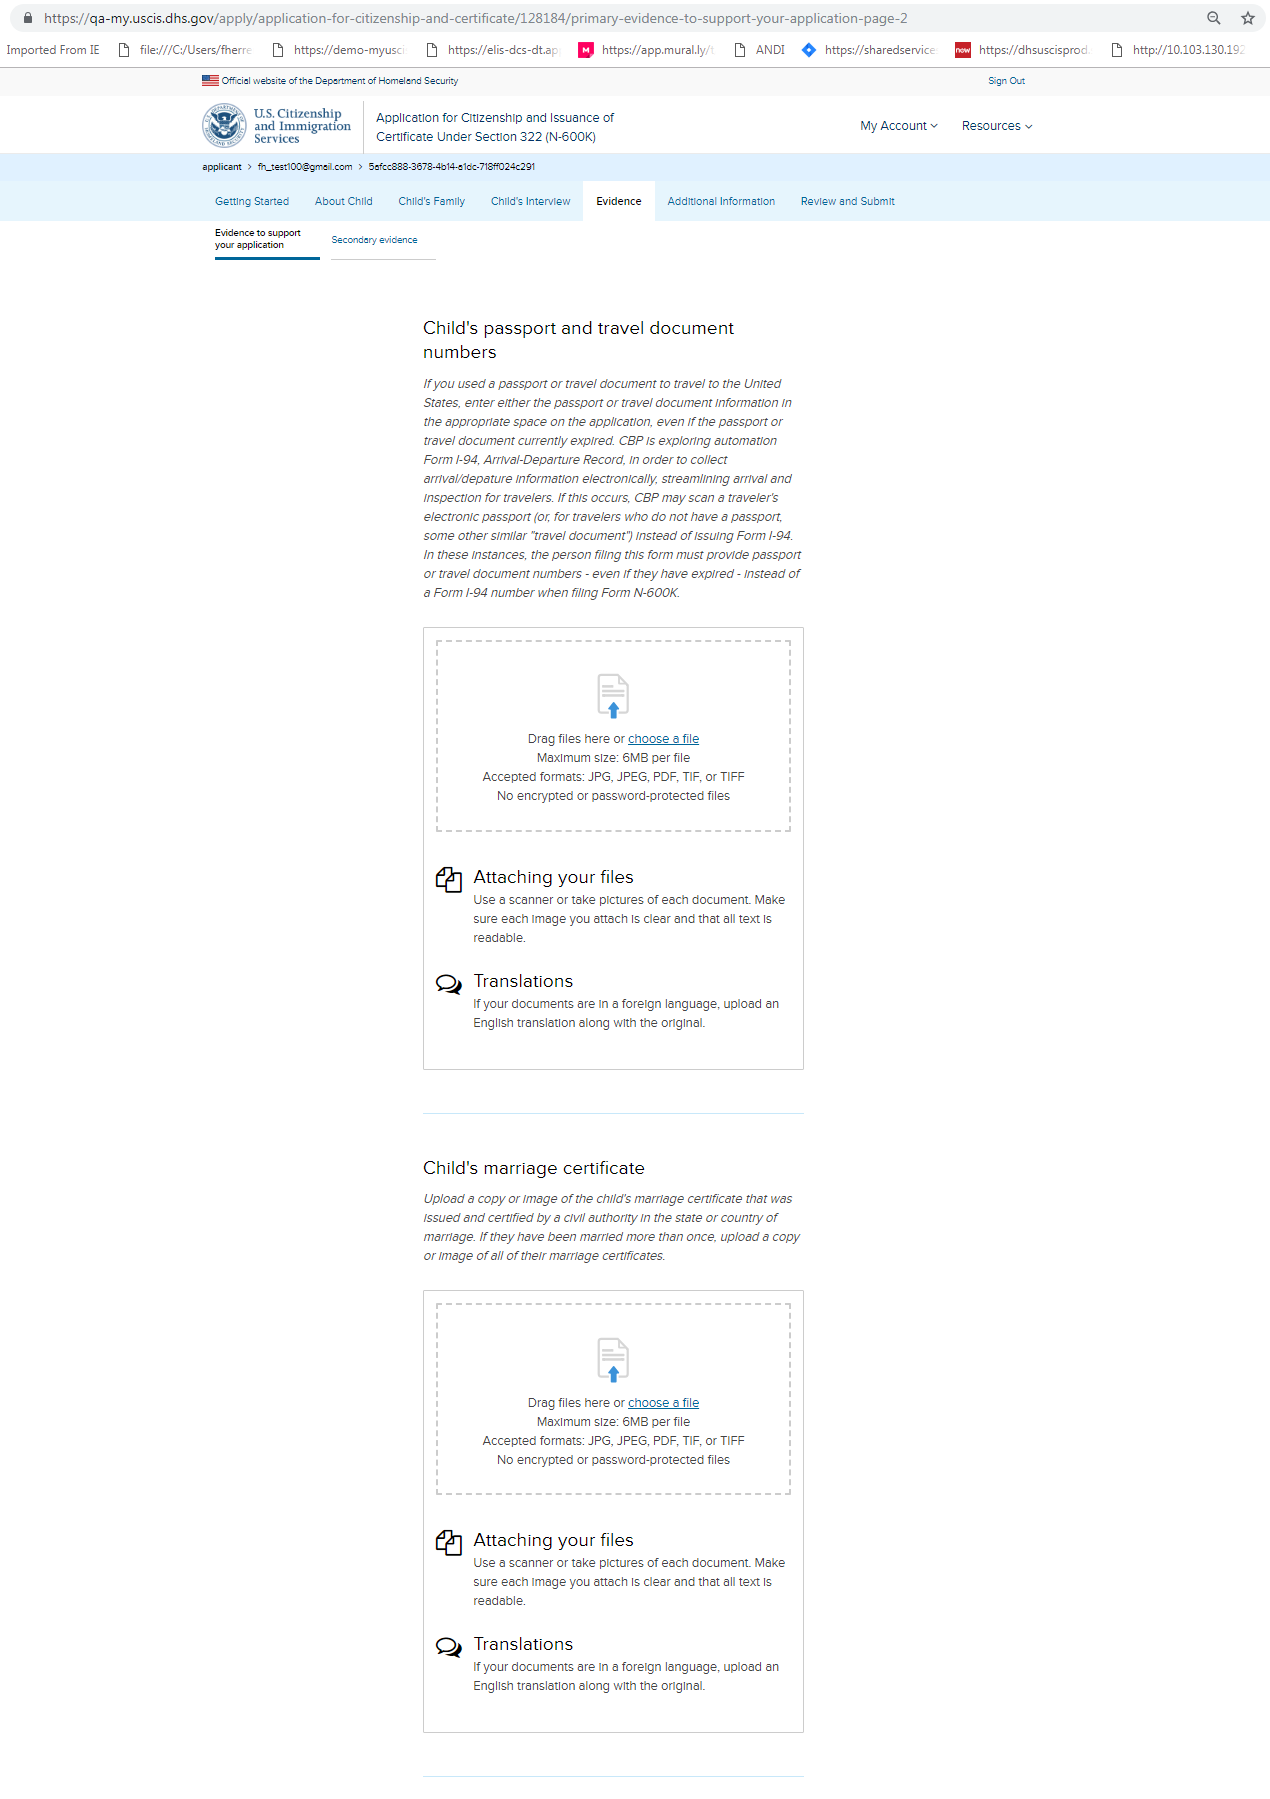 https://qa-my.uscis.dhs.gov/apply/application-for-citizenship-and-certificate/128184/primary-evidence-to-support-your-application-page-2
Imported From IE file:///C:/Users/fherre https://demo-myusci https://elis-dcs-dt.ap https://app.mural.ly/t ANDI https://sharedservice https://dhsuscisprod. http://10.103.130.192
Official website of the Department of Homeland Security Sign Out
U.S. Citizenship
and Immigration
Services
Application for Citizenship and Issuance of
Certificate Under Section 322 (N-600K)
My Account Resources
applicant > fh_test100@gmail.com > 5afcc888-3678-4b14-a1dc-718ff024c291
Getting Started About Child Child's Family Child's Interview Evidence Additional Information Review and Submit
Evidence to support
your application
Secondary evidence
Child's passport and travel document
numbers
If you used a passport or travel document to travel to the United
States, enter either the passport or travel document information in
the appropriate space on the application, even if the passport or
travel document currently expired. CBP is exploring automation
Form I-94, Arrival-Departure Record, in order to collect
arrival/depature information electronically, streamlining arrival and
inspection for travelers. If this occurs, CBP may scan a traveler's
electronic passport (or, for travelers who do not have a passport,
some other similar "travel document") instead of issuing Form I-94.
In these instances, the person filing this form must provide passport
or travel document numbers - even if they have expired - instead of
a Form I-94 number when filing Form N-600K.
Drag files here or choose a file
Maximum size: 6MB per file
Accepted formats: JPG, JPEG, PDF, TIF, or TIFF
No encrypted or password-protected files
Attaching your files
Use a scanner or take pictures of each document. Make
sure each image you attach is clear and that all text is
readable.
Translations
If your documents are in a foreign language, upload an
English translation along with the original.
Child's marriage certificate
Upload a copy or image of the child's marriage certificate that was
issued and certified by a civil authority in the state or country of
marriage. If they have been married more than once, upload a copy
or image of all of their marriage certificates.
Drag files here or choose a file
Maximum size: 6MB per file
Accepted formats: JPG, JPEG, PDF, TIF, or TIFF
No encrypted or password-protected files
Attaching your files
Use a scanner or take pictures of each document. Make
sure each image you attach is clear and that all text is
readable.
Translations
If your documents are in a foreign language, upload an
English translation along with the original.